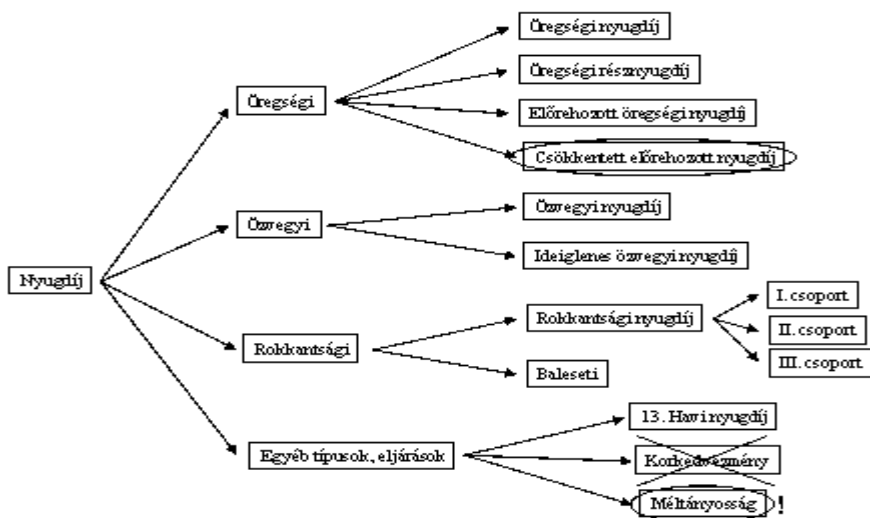 Öregségi nyugdíj
Öregségi résznyugdíj
Öregségi
Előrehozott öregségi nyugdíj
Csökkentett előrehozott nyugdíj
Özvegyi nyugdíj
Özvegyi
Ideiglenes özvegyi nyugdíj
Nyugdíj
I. csoport
Rokkantsági nyugdíj
II. csoport
Rokkantsági
III. csoport
Baleseti
13. Havi nyugdíj
Egyéb típusok, eljárások
Korkedvezmény
Méltányosság !